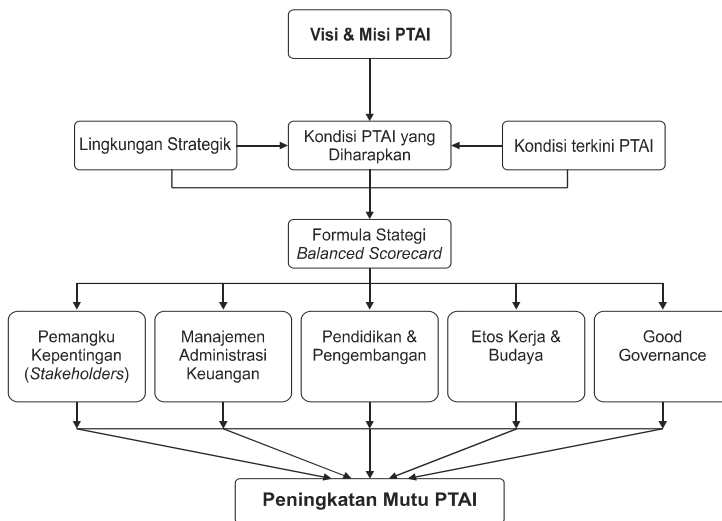 Visi & Misi PTAI
Lingkungan Strategik
Kondisi PTAI yang
Diharapkan
Kondisi terkini PTAI
Formula Stategi
Balanced Scorecard
Pemangku
Kepentingan
(Stakeholders)
Manajemen
Administrasi
Keuangan
Pendidikan &
Pengembangan
Etos Kerja &
Budaya
Good
Governance
Peningkatan Mutu PTAI